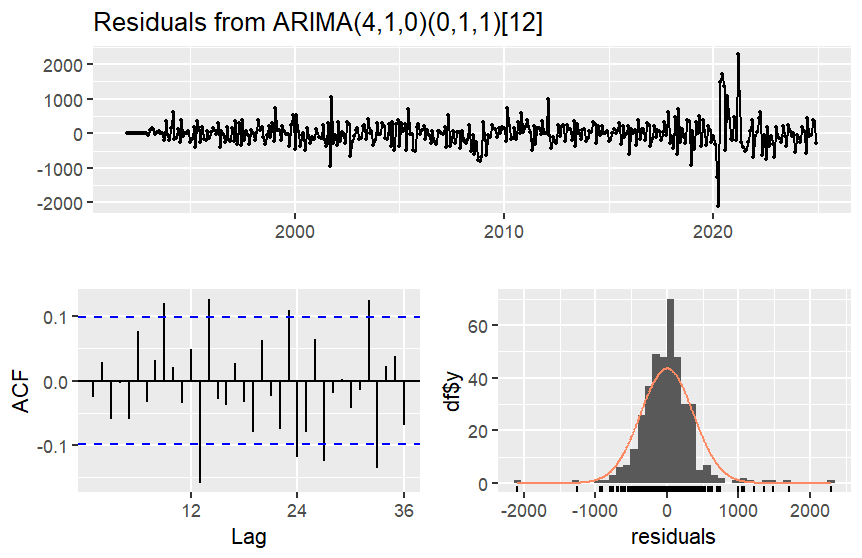 Residuals from ARIMA(4,1,0)(0,1,1)[12]
2000
1000
0
-1000
-2000
2000 2010 2020
0.1
0.0
-0.1
ACF
12 24 36
Lag
60
40
20
0
df$y
-2000 -1000 0 1000 2000
residuals